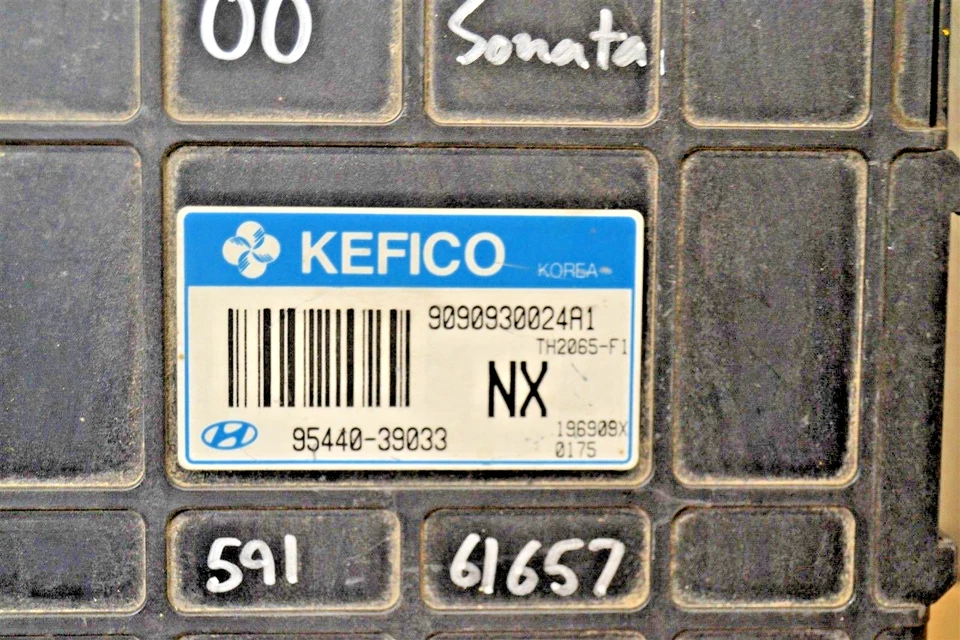 00 Sonata
KEFICO KOREA
9090930024A1
TH2065-F1
NX
95440-39033
196909X
0175
591 61657